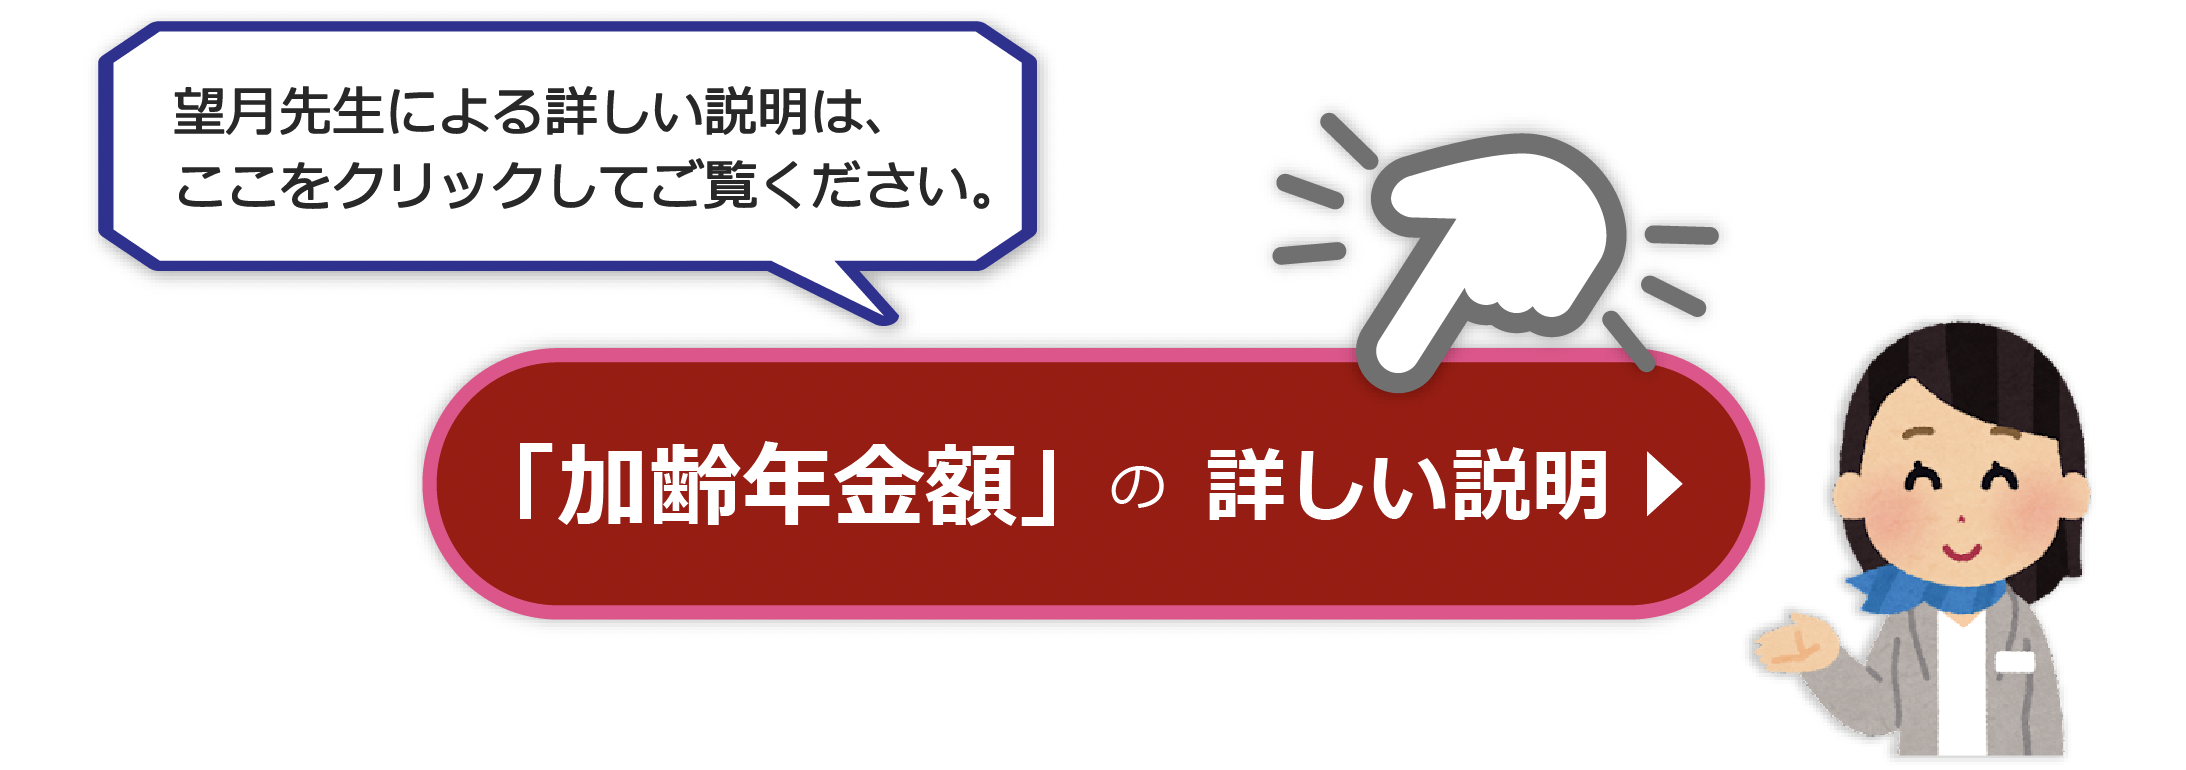 望月先生による詳しい説明は、
ここをクリックしてご覧ください。
「加齢年金額」の 詳しい説明▶